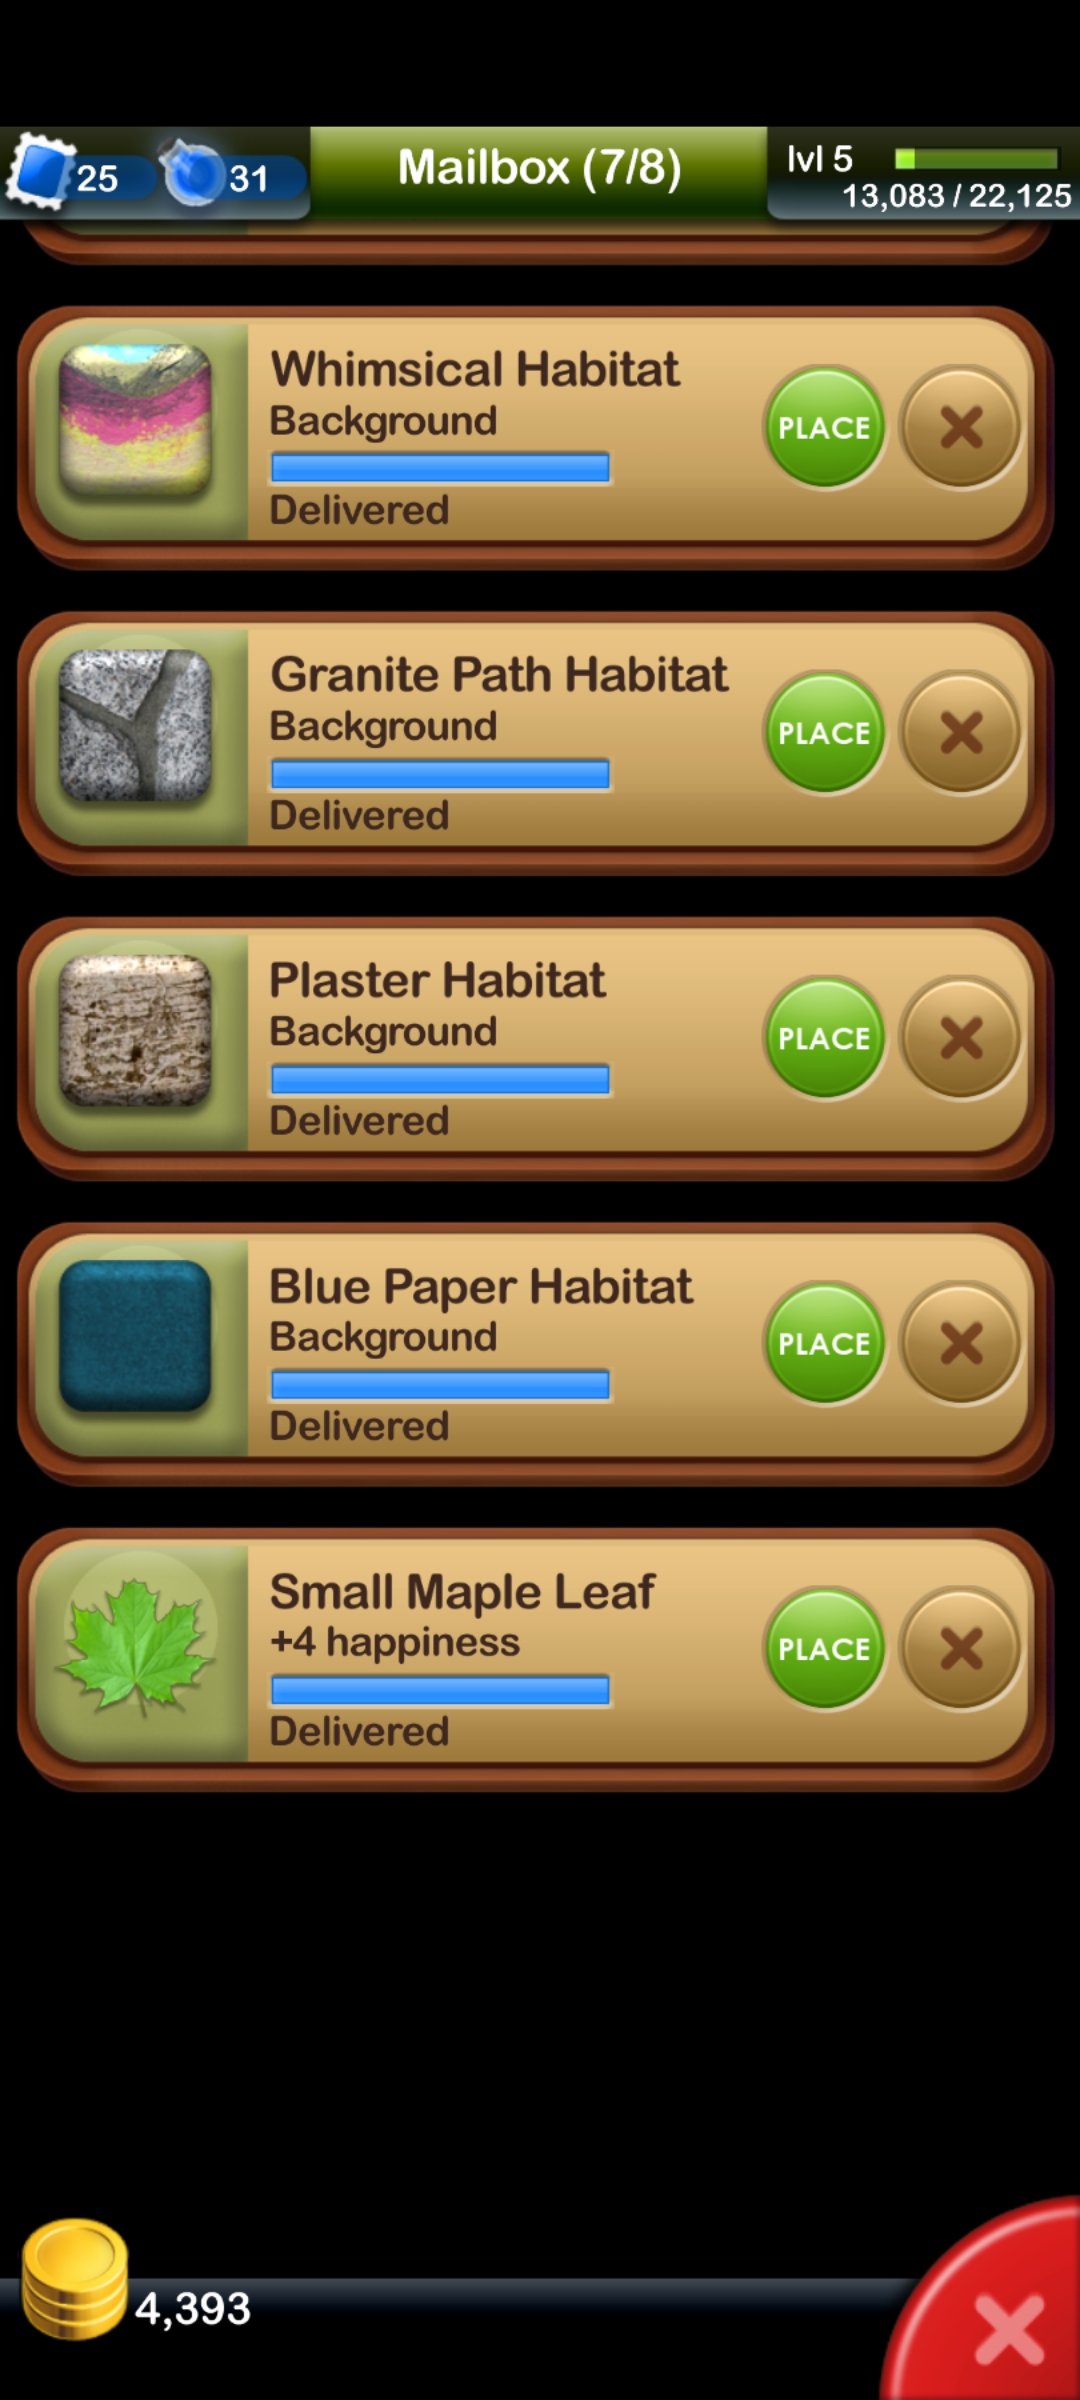 25
31
Mailbox (7/8)
lvl 5
13,083 / 22,125
Whimsical Habitat
Background
Delivered
PLACE
Granite Path Habitat
Background
Delivered
PLACE
Plaster Habitat
Background
Delivered
PLACE
Blue Paper Habitat
Background
Delivered
PLACE
Small Maple Leaf
+4 happiness
Delivered
PLACE
4,393